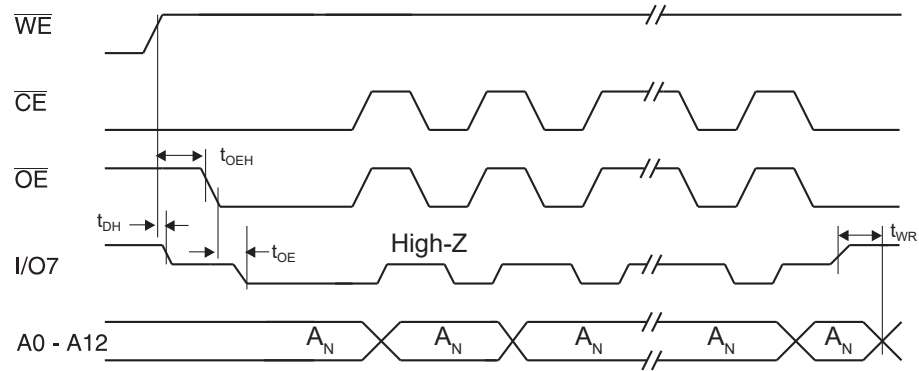 WE
CE
tOEH
OE
tDH
tOE
High-Z
tWR
I/O7
A0 - A12
AN AN AN AN AN